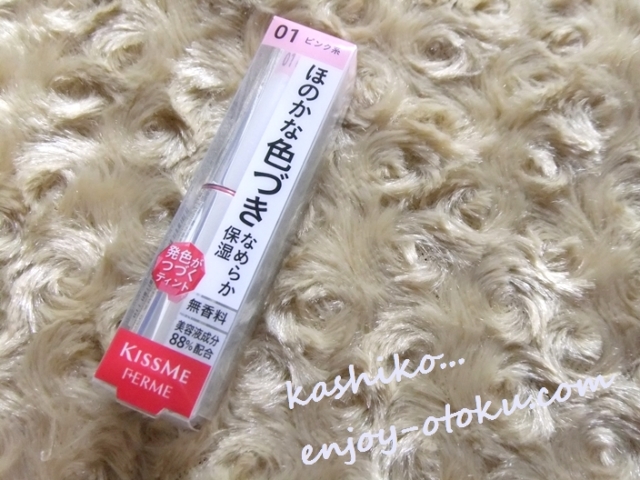 01 ピンク系
01
ほのかな色づき
なめらか
保湿
発色が
つづく
ティント
無香料
美容液成分
88%配合
KISSME
FERME
kashiko...
enjoy-otoku.com